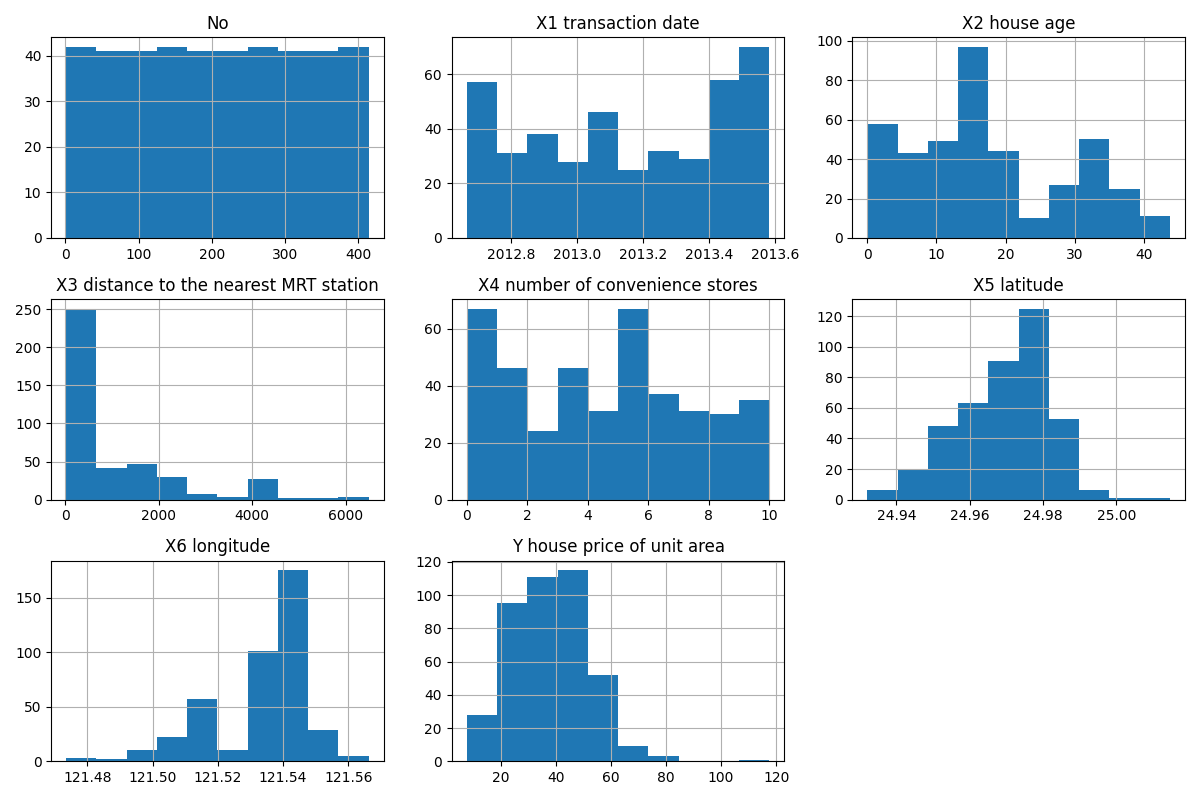 No
40
30
20
10
0
0 100 200 300 400
X1 transaction date
60
40
20
0
2012.8 2013.0 2013.2 2013.4 2013.6
X2 house age
100
80
60
40
20
0
0 10 20 30 40
X3 distance to the nearest MRT station
250
200
150
100
50
0
0 2000 4000 6000
X4 number of convenience stores
60
40
20
0
0 2 4 6 8 10
X5 latitude
120
100
80
60
40
20
0
24.94 24.96 24.98 25.00
X6 longitude
150
100
50
0
121.48 121.50 121.52 121.54 121.56
Y house price of unit area
120
100
80
60
40
20
0
20 40 60 80 100 120